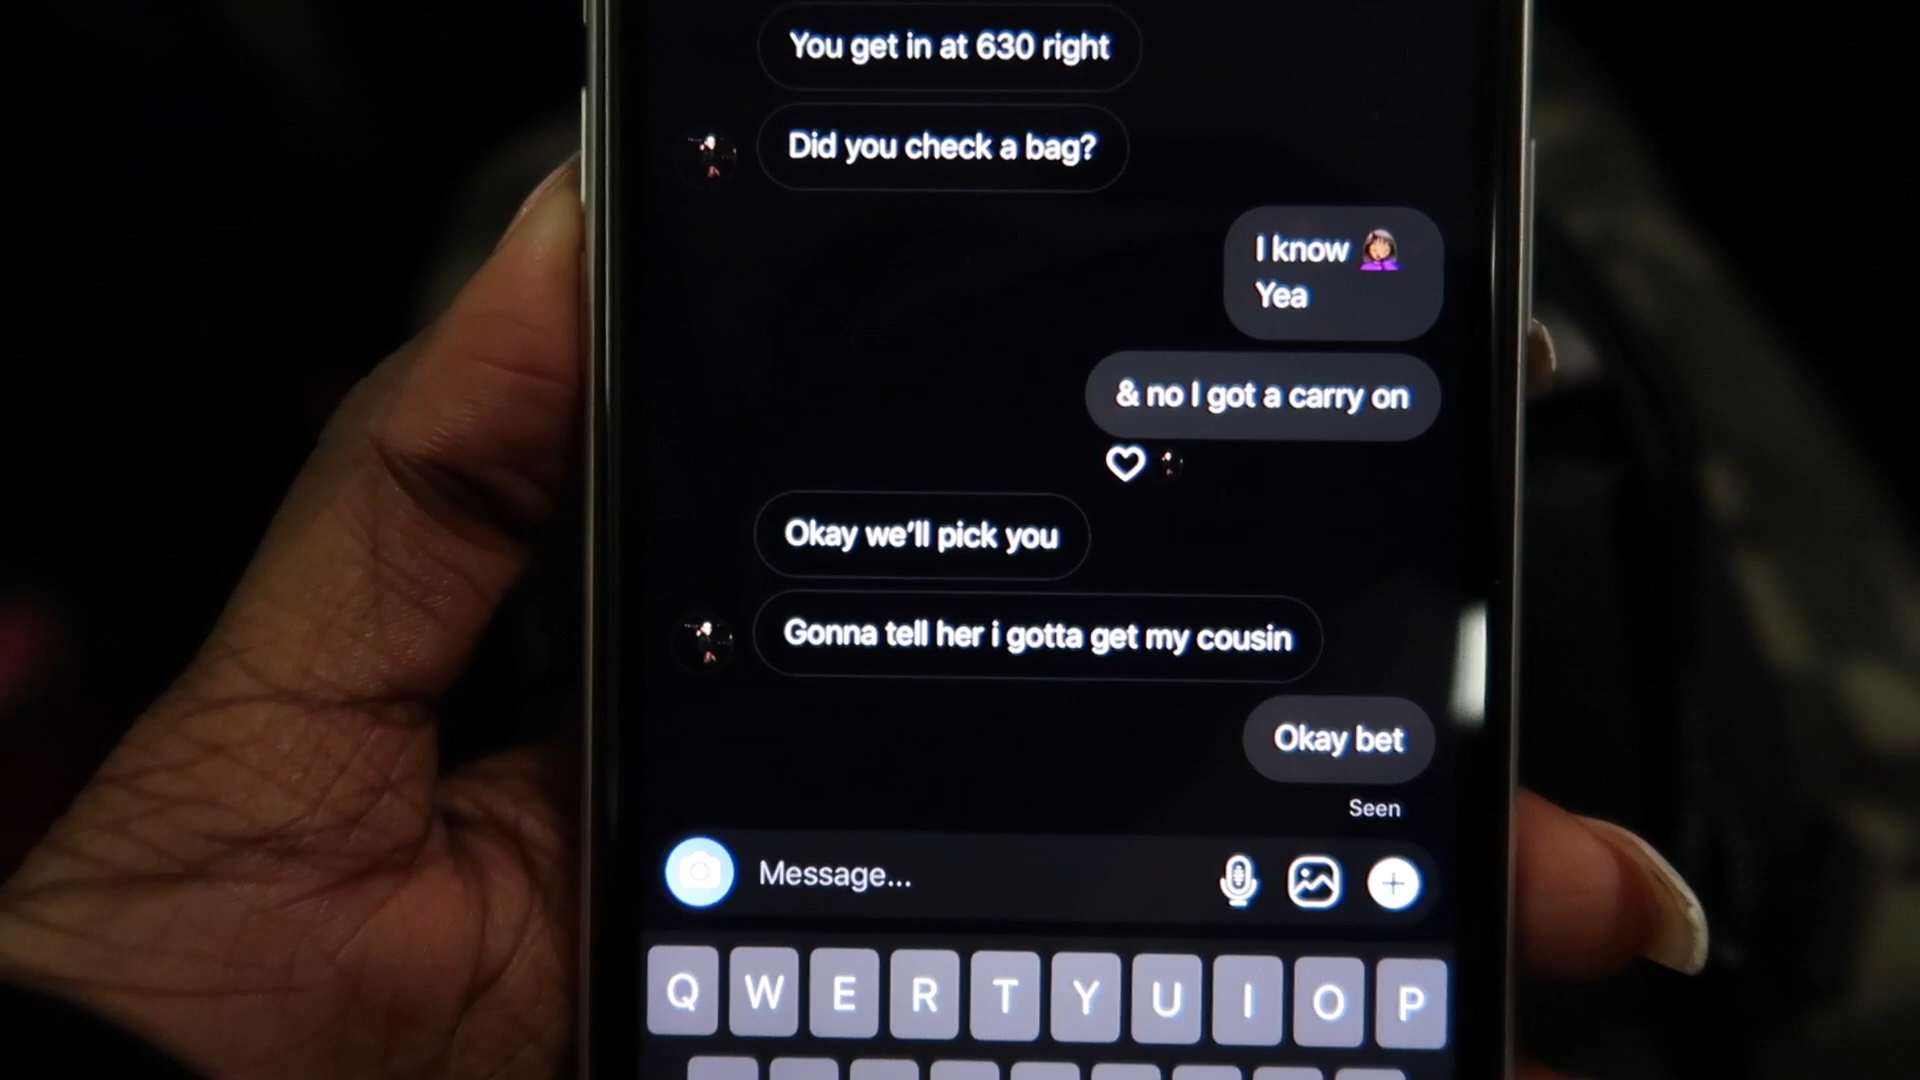 You get in at 630 right
Did you check a bag?
I know 🤦🏽‍♀️
Yea
& no I got a carry on
Okay we'll pick you
Gonna tell her i gotta get my cousin
Okay bet
Seen
Message...
Q W E R T Y U I O P